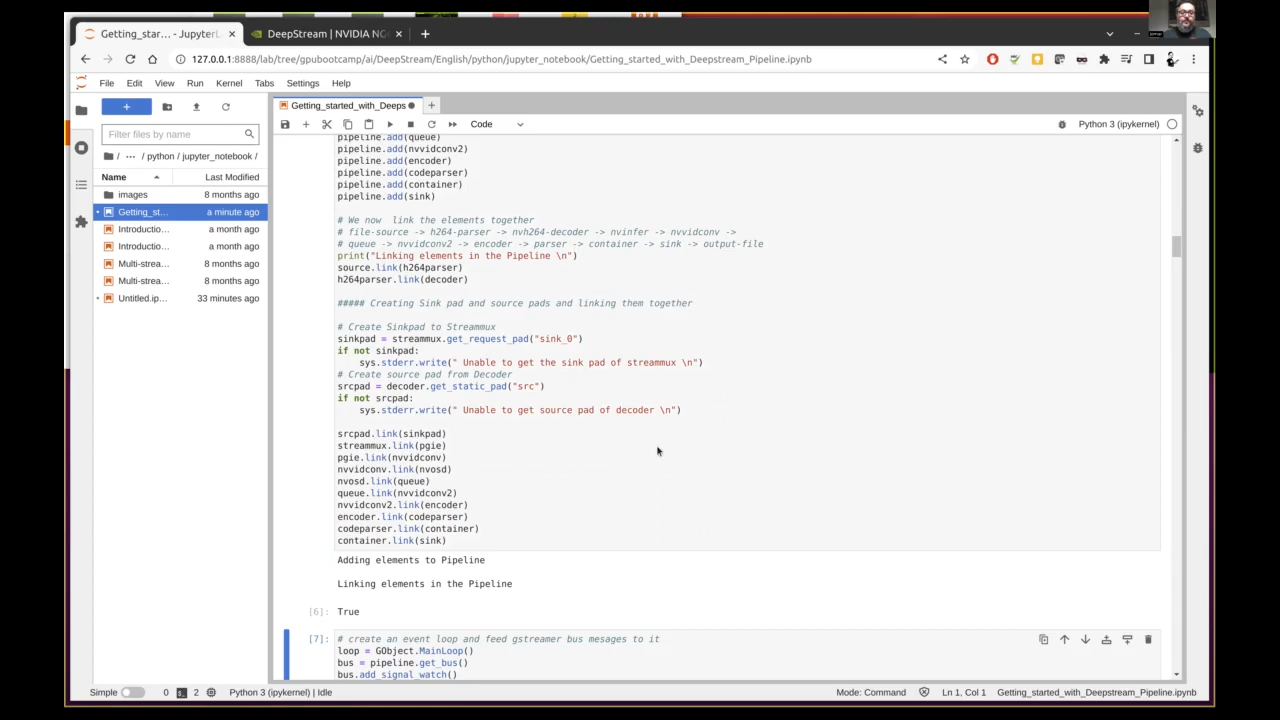 Getting_star… - JupyterL
DeepStream | NVIDIA NG
127.0.0.1:8888/lab/tree/gpubootcamp/ai/DeepStream/English/python/jupyter_notebook/Getting_started_with_Deepstream_Pipeline.ipynb
File Edit View Run Kernel Tabs Settings Help
Getting_started_with_Deeps
Code
Python 3 (ipykernel)
Filter files by name
/ ··· / python / jupyter_notebook /
Name Last Modified
images 8 months ago
Getting_st… a minute ago
Introductio… a month ago
Introductio… a month ago
Multi-strea… 8 months ago
Multi-strea… 8 months ago
Untitled.ip… 33 minutes ago
pipeline.add(queue)
pipeline.add(nvvidconv2)
pipeline.add(encoder)
pipeline.add(codeparser)
pipeline.add(container)
pipeline.add(sink)
# We now  link the elements together
# file-source -> h264-parser -> nvh264-decoder -> nvinfer -> nvvidconv ->
# queue -> nvvidconv2 -> encoder -> parser -> container -> sink -> output-file
print("Linking elements in the Pipeline \n")
source.link(h264parser)
h264parser.link(decoder)
##### Creating Sink pad and source pads and linking them together
# Create Sinkpad to Streammux
sinkpad = streammux.get_request_pad("sink_0")
if not sinkpad:
sys.stderr.write(" Unable to get the sink pad of streammux \n")
# Create source pad from Decoder
srcpad = decoder.get_static_pad("src")
if not srcpad:
sys.stderr.write(" Unable to get source pad of decoder \n")
srcpad.link(sinkpad)
streammux.link(pgie)
pgie.link(nvvidconv)
nvvidconv.link(nvosd)
nvosd.link(queue)
queue.link(nvvidconv2)
nvvidconv2.link(encoder)
encoder.link(codeparser)
codeparser.link(container)
container.link(sink)
Adding elements to Pipeline
Linking elements in the Pipeline
[6]: True
[7]: # create an event loop and feed gstreamer bus mesages to it
loop = GObject.MainLoop()
bus = pipeline.get_bus()
bus.add_signal_watch()
Simple 0 2 Python 3 (ipykernel) | Idle
Mode: Command Ln 1, Col 1 Getting_started_with_Deepstream_Pipeline.ipynb